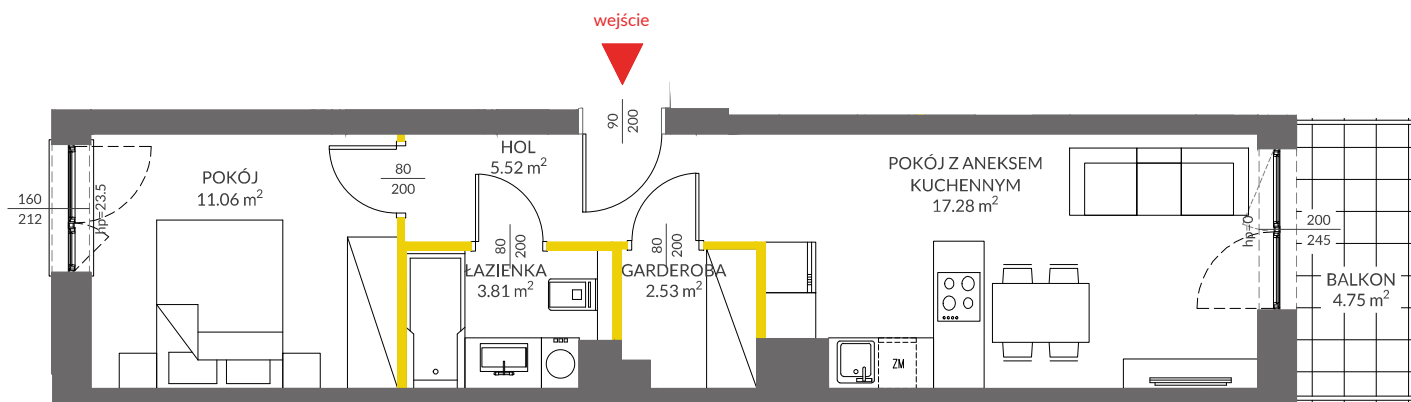 wejście
90
200
HOL
5.52 m²
POKÓJ
11.06 m²
80
200
160
212
hp=23.5
POKÓJ Z ANEKSEM
KUCHENNYM
17.28 m²
80
200
ŁAZIENKA
3.81 m²
80
200
GARDEROBA
2.53 m²
hp=0
200
245
BALKON
4.75 m²
ZM